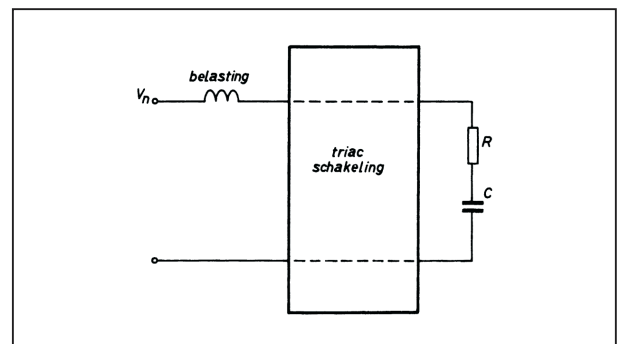 belasting
Vn
triac
schakeling
R
C